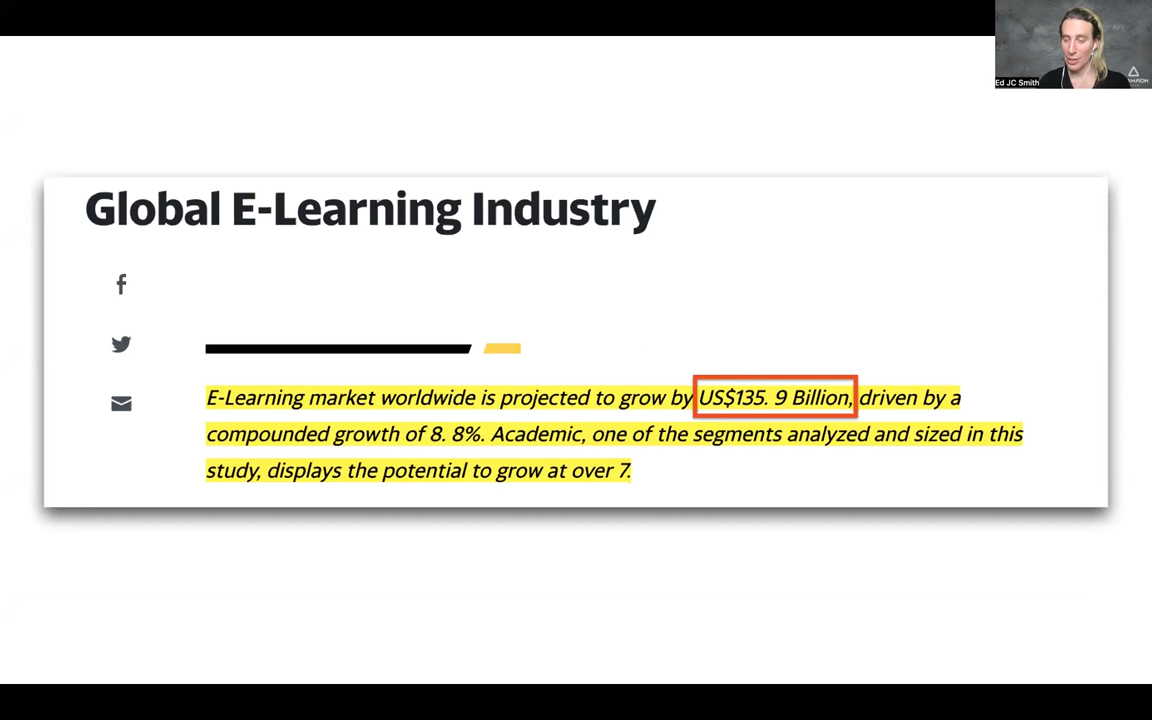 Ed JC Smith
Global E-Learning Industry
E-Learning market worldwide is projected to grow by US$135. 9 Billion, driven by a
compounded growth of 8. 8%. Academic, one of the segments analyzed and sized in this
study, displays the potential to grow at over 7.